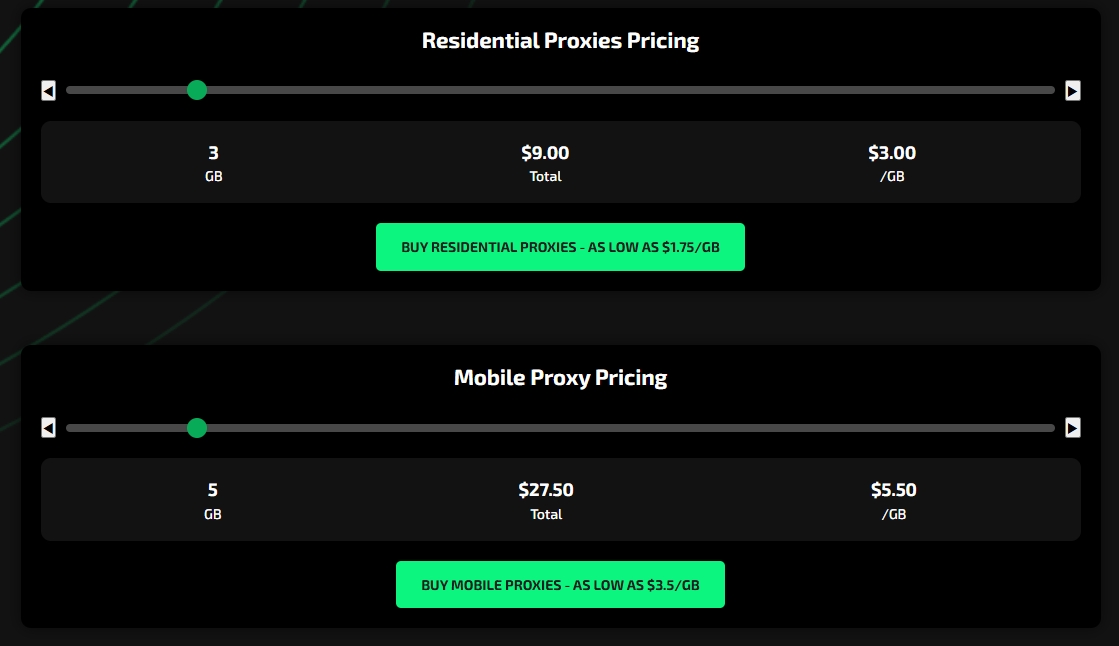 Residential Proxies Pricing
◀ ▶
3 $9.00 $3.00
GB Total /GB
BUY RESIDENTIAL PROXIES - AS LOW AS $1.75/GB
Mobile Proxy Pricing
◀ ▶
5 $27.50 $5.50
GB Total /GB
BUY MOBILE PROXIES - AS LOW AS $3.5/GB